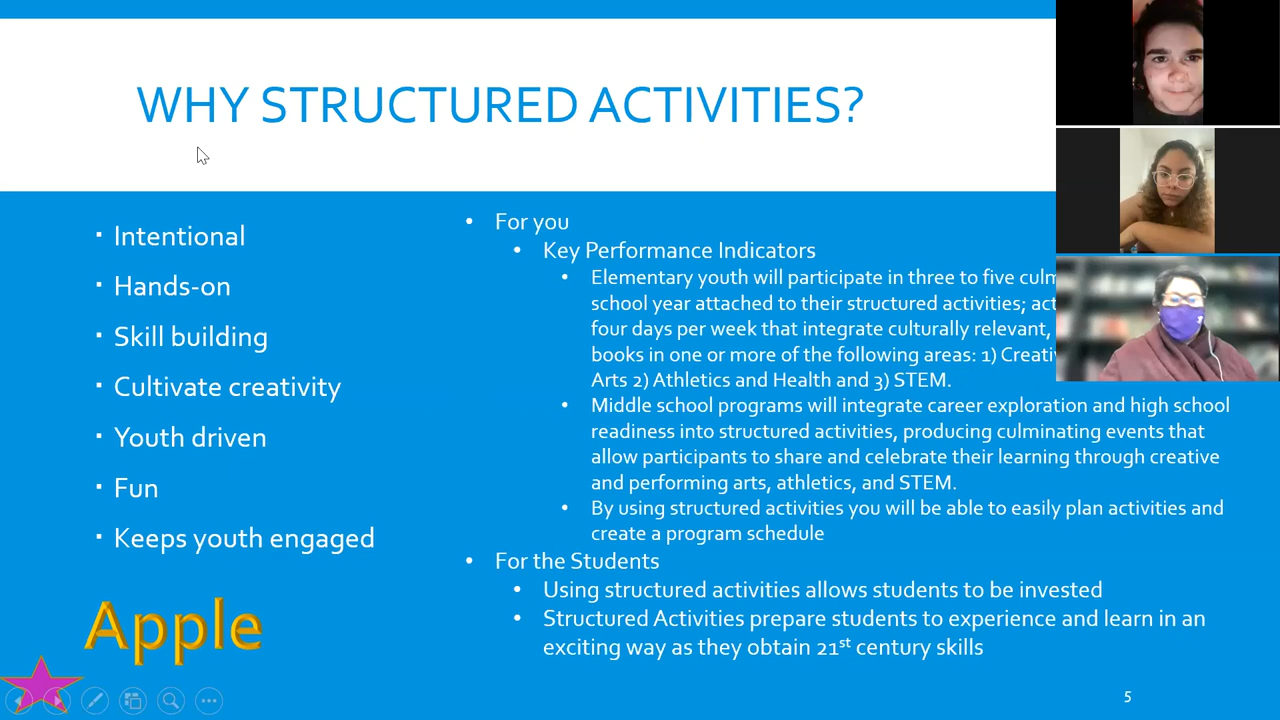 WHY STRUCTURED ACTIVITIES?
Intentional
Hands-on
Skill building
Cultivate creativity
Youth driven
Fun
Keeps youth engaged
Apple
For you
Key Performance Indicators
Elementary youth will participate in three to five
school year attached to their structured activities;
four days per week that integrate culturally relevant,
books in one or more of the following areas: 1)
Arts 2) Athletics and Health and 3) STEM.
Middle school programs will integrate career exploration and high school
readiness into structured activities, producing culminating events that
allow participants to share and celebrate their learning through creative
and performing arts, athletics, and STEM.
By using structured activities you will be able to easily plan activities and
create a program schedule
For the Students
Using structured activities allows students to be invested
Structured Activities prepare students to experience and learn in an
exciting way as they obtain 21st century skills
5